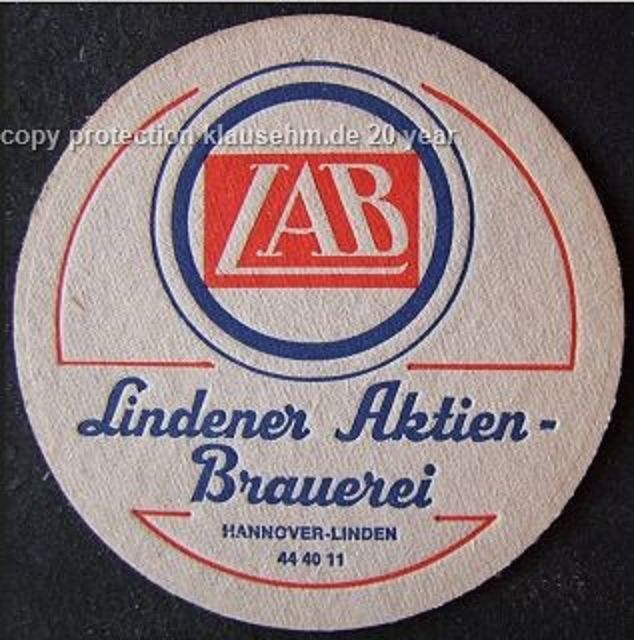 copy protection klausehm.de 20 year
LAB
Lindener Aktien-
Brauerei
HANNOVER-LINDEN
44 40 11